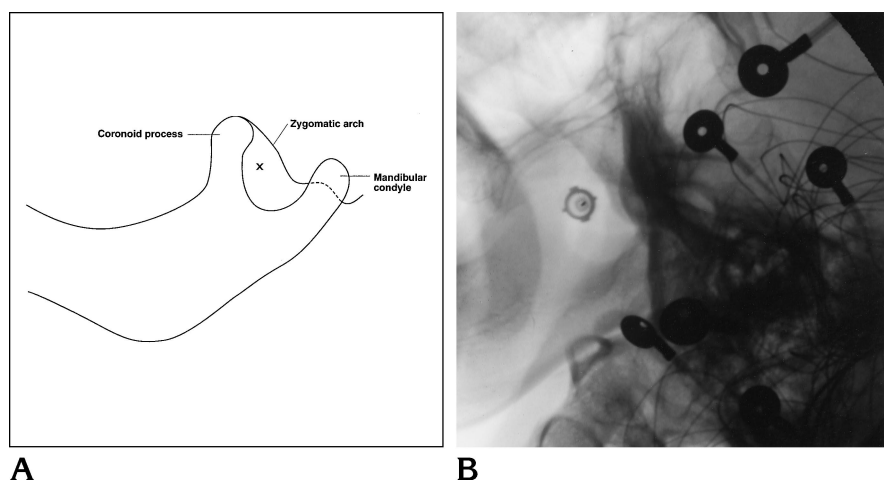 Coronoid process
Zygomatic arch
x
Mandibular
condyle
A
B